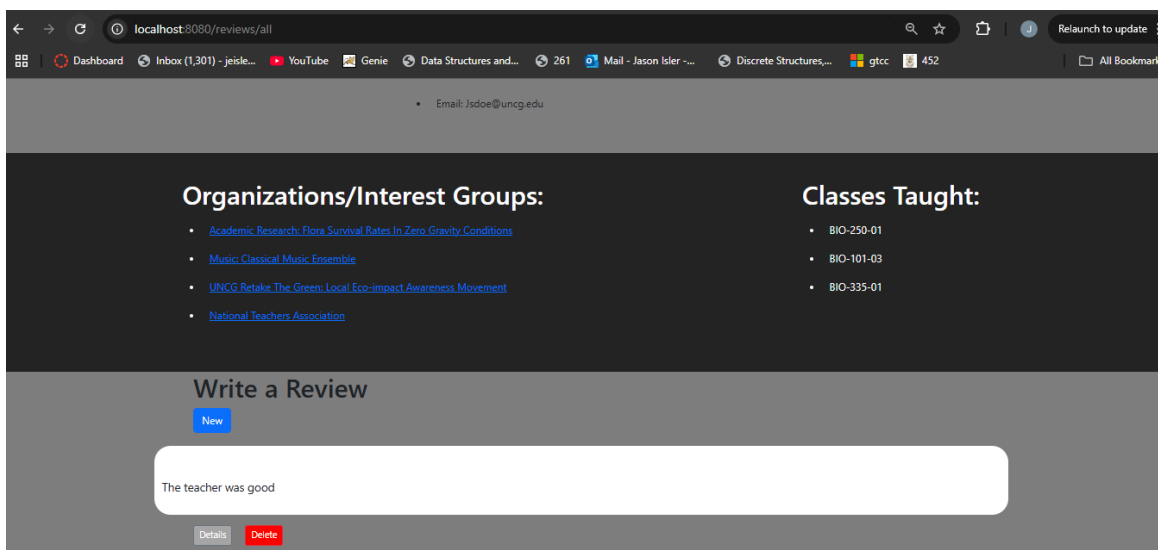 localhost:8080/reviews/all
Relaunch to update
Dashboard
Inbox (1,301) - jeisle...
YouTube
Genie
Data Structures and...
261
Mail - Jason Isler -...
Discrete Structures,...
gtcc
452
All Bookmark
• Email: Jsdoe@uncg.edu
Organizations/Interest Groups:
• Academic Research: Flora Survival Rates In Zero Gravity Conditions
• Music: Classical Music Ensemble
• UNCG Retake The Green: Local Eco-impact Awareness Movement
• National Teachers Association
Classes Taught:
• BIO-250-01
• BIO-101-03
• BIO-335-01
Write a Review
New
The teacher was good
Details
Delete